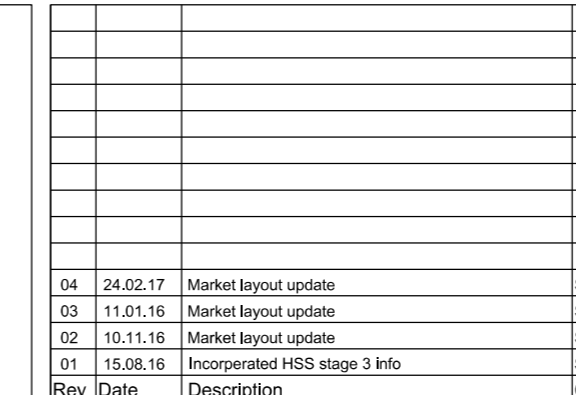 04 24.02.17 Market layout update
03 11.01.16 Market layout update
02 10.11.16 Market layout update
01 15.08.16 Incorperated HSS stage 3 info
Rev Date Description